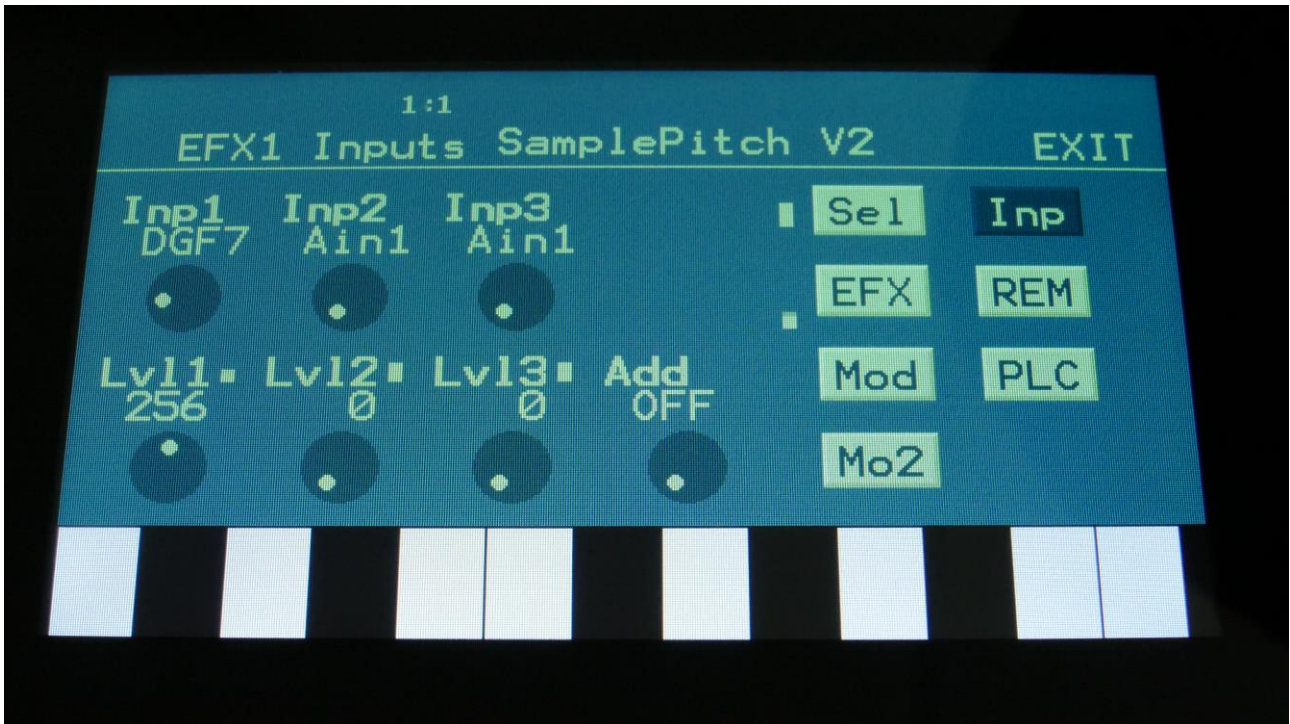 1:1
EFX1 Inputs SamplePitch V2 EXIT
Inp1 Inp2 Inp3 Sel Inp
DGF7 Ain1 Ain1
EFX REM
Lvl1 Lvl2 Lvl3 Add Mod PLC
256 0 0 OFF
Mo2